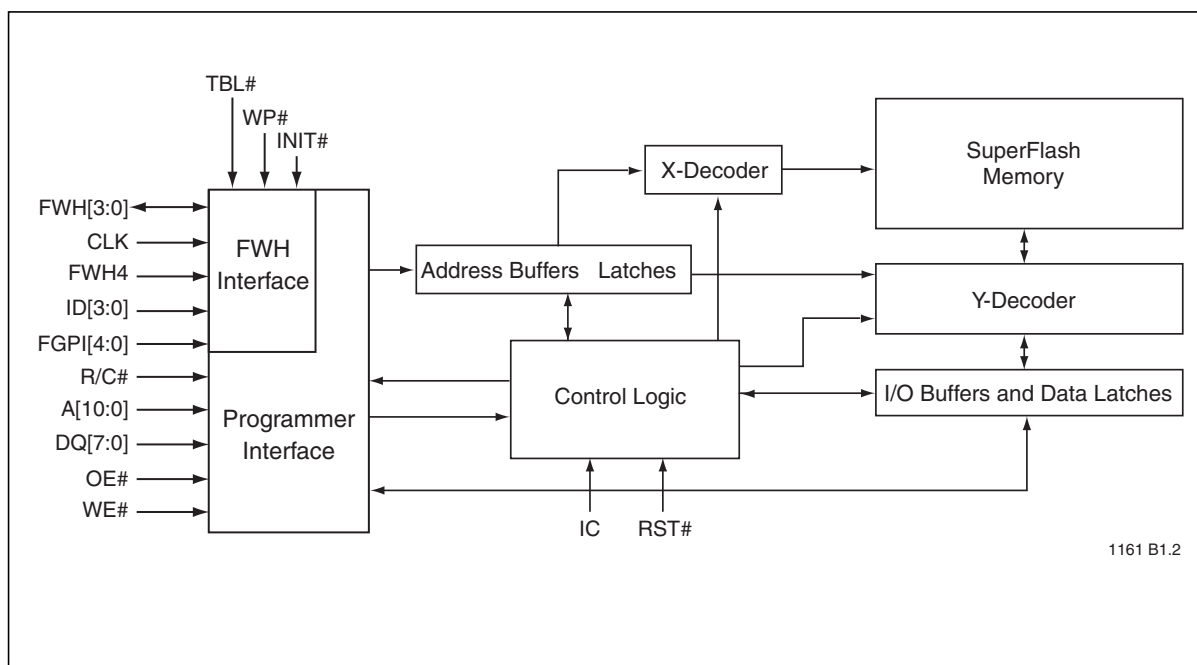 TBL#
WP#
INIT#
FWH[3:0]
CLK
FWH4
ID[3:0]
FGPI[4:0]
R/C#
A[10:0]
DQ[7:0]
OE#
WE#
FWH
Interface
Programmer
Interface
Address Buffers Latches
X-Decoder
SuperFlash
Memory
Y-Decoder
Control Logic
I/O Buffers and Data Latches
IC
RST#
1161 B1.2